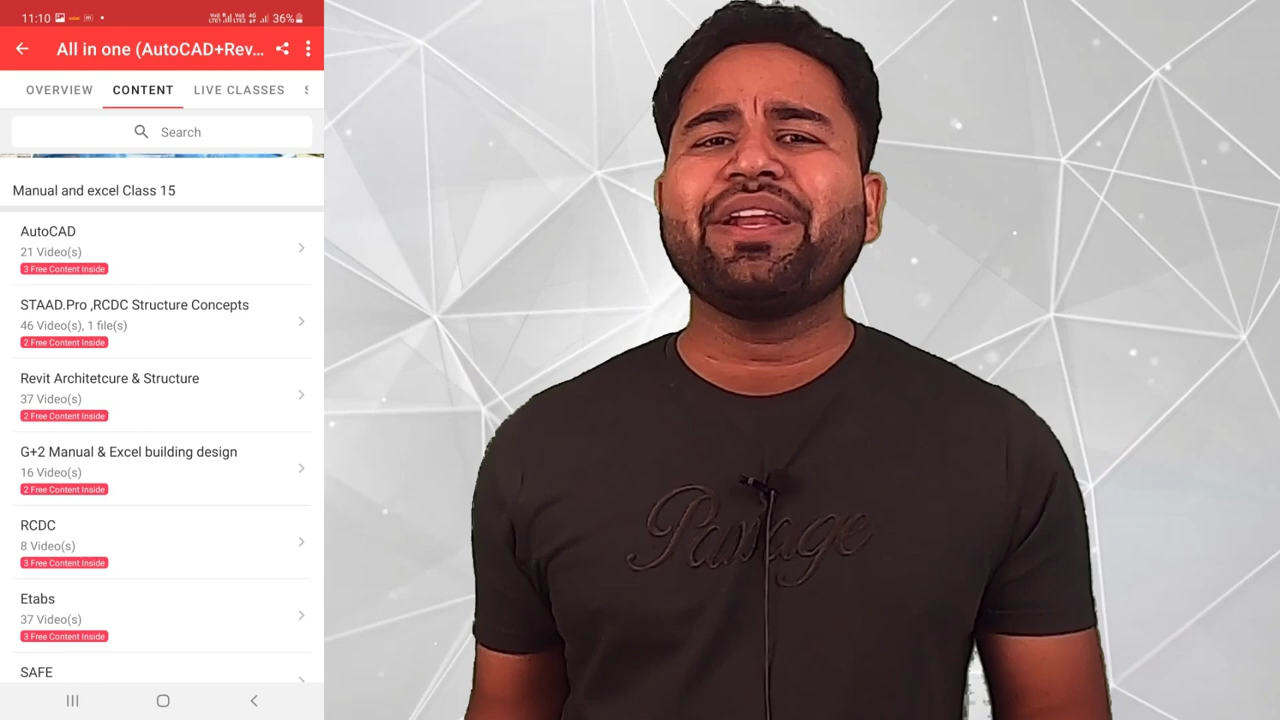 11:10
36%
All in one (AutoCAD+Rev...
OVERVIEW CONTENT LIVE CLASSES
Search
Manual and excel Class 15
AutoCAD
21 Video(s)
3 Free Content Inside
STAAD.Pro ,RCDC Structure Concepts
46 Video(s), 1 file(s)
2 Free Content Inside
Revit Architetcure & Structure
37 Video(s)
2 Free Content Inside
G+2 Manual & Excel building design
16 Video(s)
2 Free Content Inside
RCDC
8 Video(s)
3 Free Content Inside
Etabs
37 Video(s)
3 Free Content Inside
SAFE